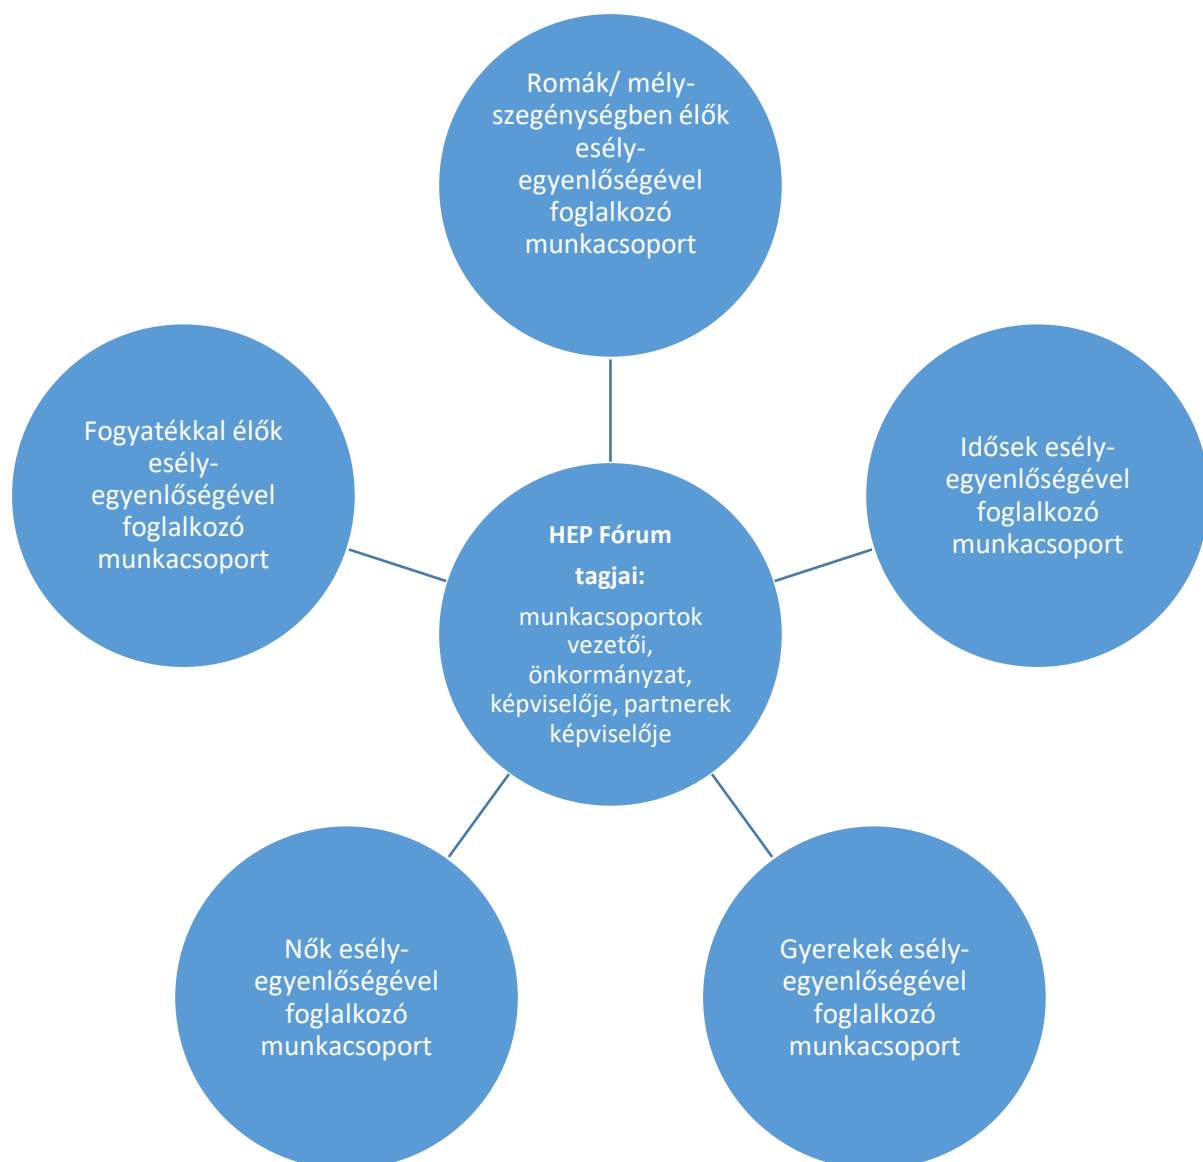 Romák/ mély-
szegénységben élők
esély-
egyenlőségével
foglalkozó
munkacsoport
Fogyatékkal élők
esély-
egyenlőségével
foglalkozó
munkacsoport
Idősek esély-
egyenlőségével
foglalkozó
munkacsoport
HEP Fórum
tagjai:
munkacsoportok
vezetői,
önkormányzat,
képviselője, partnerek
képviselője
Nők esély-
egyenlőségével
foglalkozó
munkacsoport
Gyerekek esély-
egyenlőségével
foglalkozó
munkacsoport